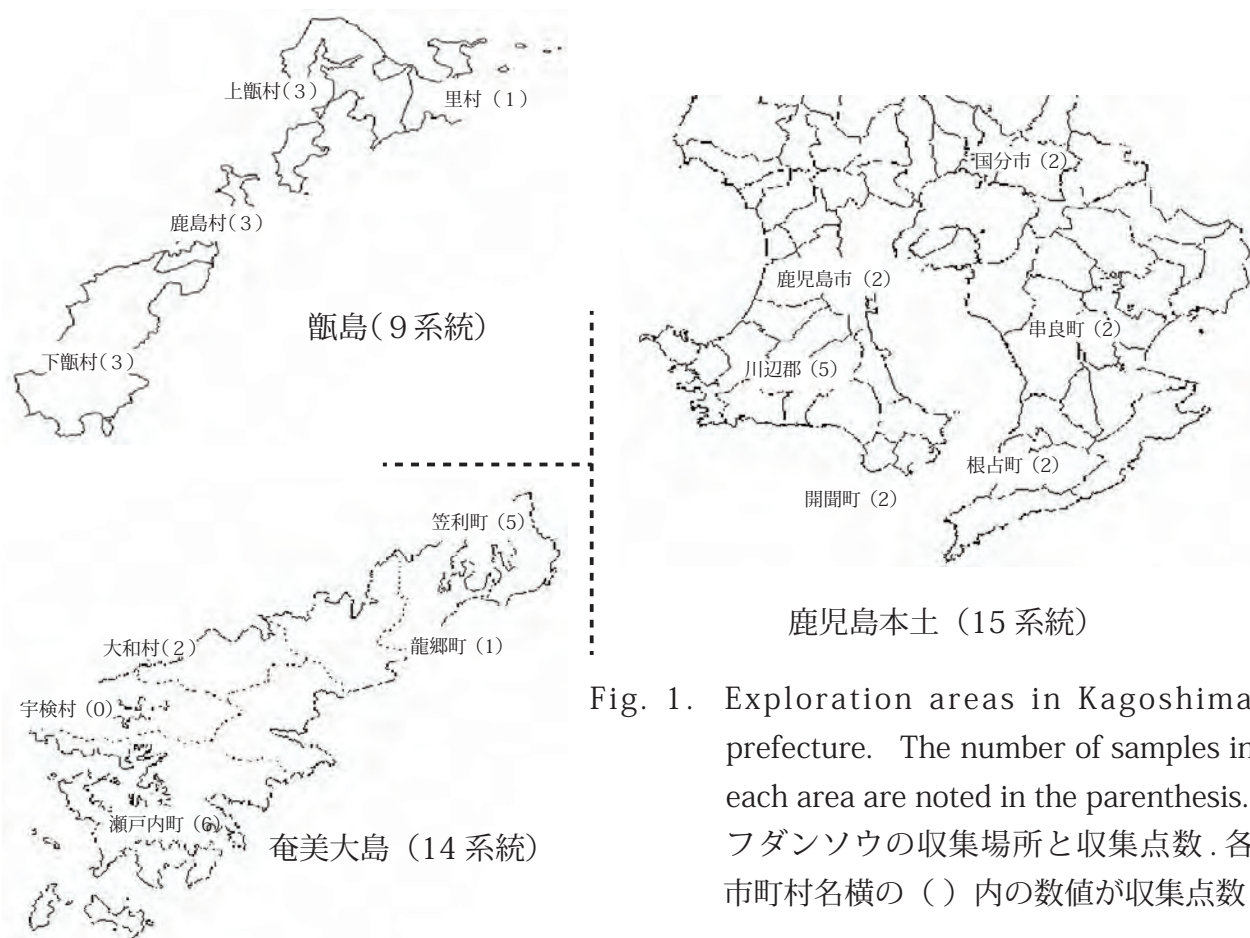 上甑村(3)
里村(1)
鹿島村(3)
甑島(9系統)
下甑村(3)
国分市(2)
鹿児島市(2)
串良町(2)
川辺郡(5)
根占町(2)
開聞町(2)
鹿児島本土(15系統)
笠利町(5)
大和村(2)
龍郷町(1)
宇検村(0)
瀬戸内町(6)
奄美大島(14系統)
Fig. 1. Exploration areas in Kagoshima
prefecture. The number of samples in
each area are noted in the parenthesis.
フダンソウの収集場所と収集点数.各
市町村名横の()内の数値が収集点数